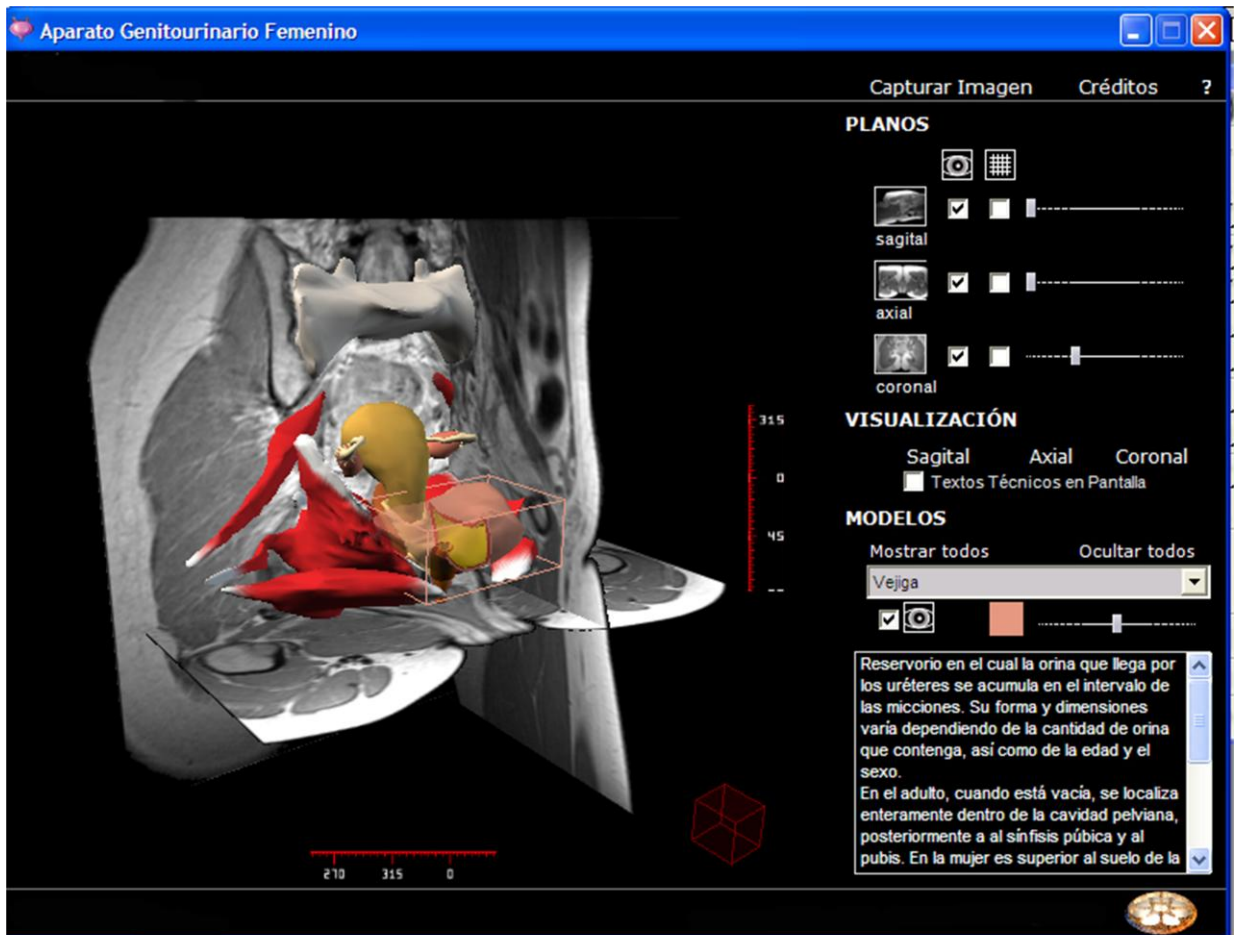 Aparato Genitourinario Femenino
Capturar Imagen Créditos ?
PLANOS
sagital
axial
coronal
VISUALIZACIÓN
Sagital Axial Coronal
Textos Técnicos en Pantalla
MODELOS
Mostrar todos Ocultar todos
Vejiga
Reservorio en el cual la orina que llega por
los uréteres se acumula en el intervalo de
las micciones. Su forma y dimensiones
varía dependiendo de la cantidad de orina
que contenga, así como de la edad y el
sexo.
En el adulto, cuando está vacía, se localiza
enteramente dentro de la cavidad pelviana,
posteriormente a al sínfisis púbica y al
pubis. En la mujer es superior al suelo de la
315
0
45
--
270 315 0